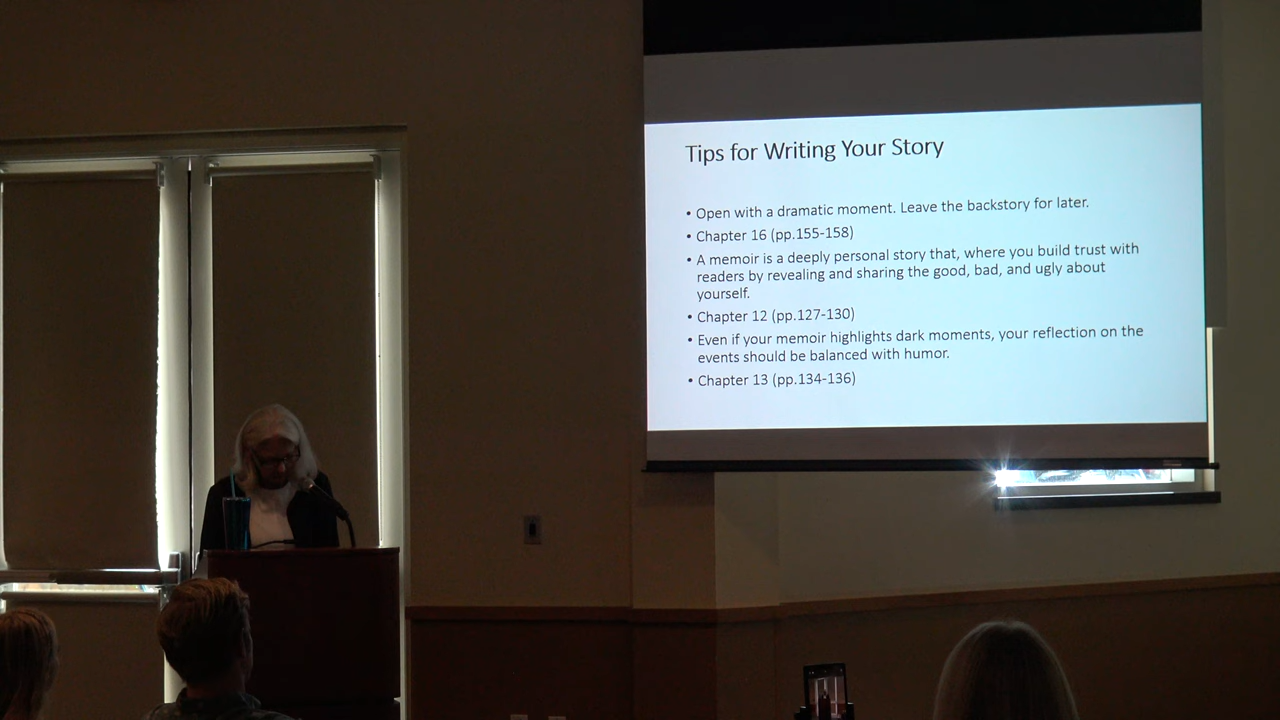 Tips for Writing Your Story
• Open with a dramatic moment. Leave the backstory for later.
• Chapter 16 (pp.155-158)
• A memoir is a deeply personal story that, where you build trust with
readers by revealing and sharing the good, bad, and ugly about
yourself.
• Chapter 12 (pp.127-130)
• Even if your memoir highlights dark moments, your reflection on the
events should be balanced with humor.
• Chapter 13 (pp.134-136)